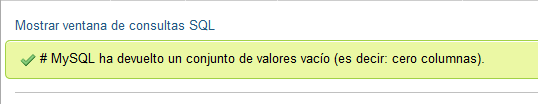 Mostrar ventana de consultas SQL
# MySQL ha devuelto un conjunto de valores vacío (es decir: cero columnas).